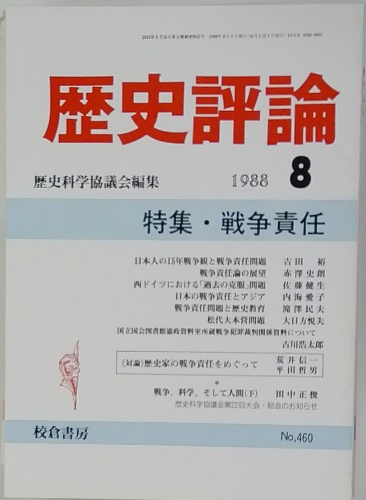 歴史評論
歴史科学協議会編集 1988 8
特集・戦争責任
日本人の15年戦争観と戦争責任問題 吉田 裕
戦争責任論の展望 赤澤史朗
西ドイツにおける「過去の克服」問題 佐藤健生
日本の戦争責任とアジア 内海愛子
戦争責任問題と歴史教育 滝澤民夫
松代大本営問題 大日方悦夫
国立国会図書館憲政資料室所蔵戦争犯罪裁判関係資料について
古川浩太郎
〈対論〉歴史家の戦争責任をめぐって 荒井信一
平田哲男
*
戦争、科学、そして人間(下) 田中正俊
歴史科学協議会第22回大会・総会のお知らせ
校倉書房 No,460